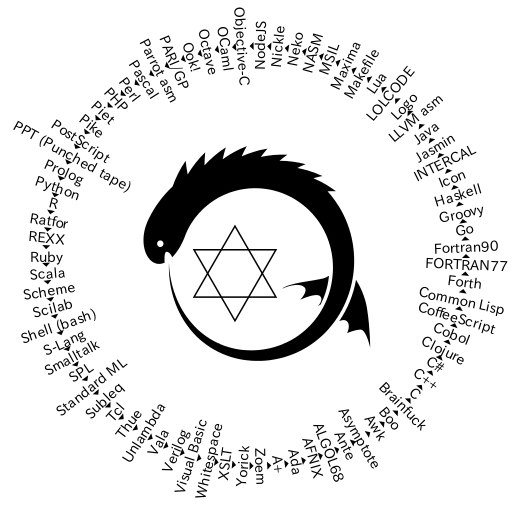 A+
Ada
AFNIX
ALGOL68
Ante
Asymptote
Awk
Boo
Brainfuck
C
C++
C#
Clojure
Cobol
CoffeeScript
Common Lisp
Forth
FORTRAN77
Fortran90
Go
Groovy
Haskell
Icon
INTERCAL
Jasmin
Java
LLVM asm
Logo
LOLCODE
Lua
Makefile
Maxima
MSIL
NASM
Neko
Nickle
NodeJS
Objective-C
OCaml
Octave
Ook!
PARI/GP
Parrot asm
Pascal
Perl
PHP
Piet
Pike
PostScript
PPT (Punched tape)
Prolog
Python
R
Ratfor
REXX
Ruby
Scala
Scheme
Scilab
Shell (bash)
S-Lang
Smalltalk
SPL
Standard ML
Subleq
Tcl
Thue
Unlambda
Vala
Verilog
Visual Basic
Whitespace
XSLT
Yorick
Zoem